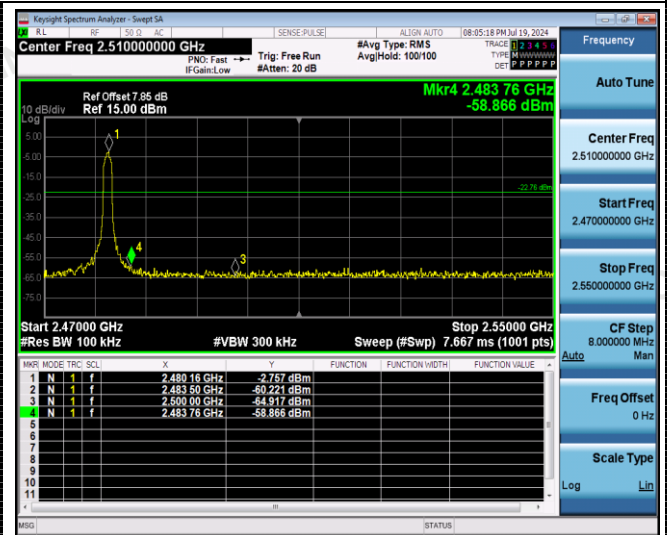 Keysight Spectrum Analyzer - Swept SA
RL RF 50 Ω AC SENSE:PULSE ALIGN AUTO 08:05:18 PM Jul 19, 2024
Center Freq 2.510000000 GHz #Avg Type: RMS TRACE 1 2 3 4 5 6
PNO: Fast Trig: Free Run Avg|Hold: 100/100 TYPE M WWWWW
IFGain:Low #Atten: 20 dB DET P P P P P P
Mkr4 2.483 76 GHz
Ref Offset 7.85 dB
-58.866 dBm
10 dB/div Ref 15.00 dBm
Log
1
5.00
-5.00
-15.0
-22.76 dBm
-25.0
-35.0
-45.0
4
-55.0
3
-65.0
-75.0
Start 2.47000 GHz Stop 2.55000 GHz
#Res BW 100 kHz #VBW 300 kHz Sweep (#Swp) 7.667 ms (1001 pts)
MKR MODE TRC SCL X Y FUNCTION FUNCTION WIDTH FUNCTION VALUE
1 N 1 f 2.480 16 GHz -2.757 dBm
2 N 1 f 2.483 50 GHz -60.221 dBm
3 N 1 f 2.500 00 GHz -64.917 dBm
4 N 1 f 2.483 76 GHz -58.866 dBm
5
6
7
8
9
10
11
MSG STATUS
Frequency
Auto Tune
Center Freq
2.510000000 GHz
Start Freq
2.470000000 GHz
Stop Freq
2.550000000 GHz
CF Step
8.000000 MHz
Auto Man
Freq Offset
0 Hz
Scale Type
Log Lin